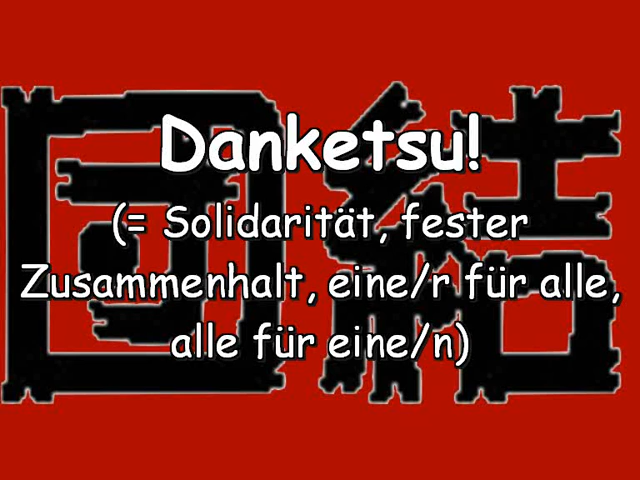 団結
Danketsu!
(= Solidarität, fester
Zusammenhalt, eine/r für alle,
alle für eine/n)